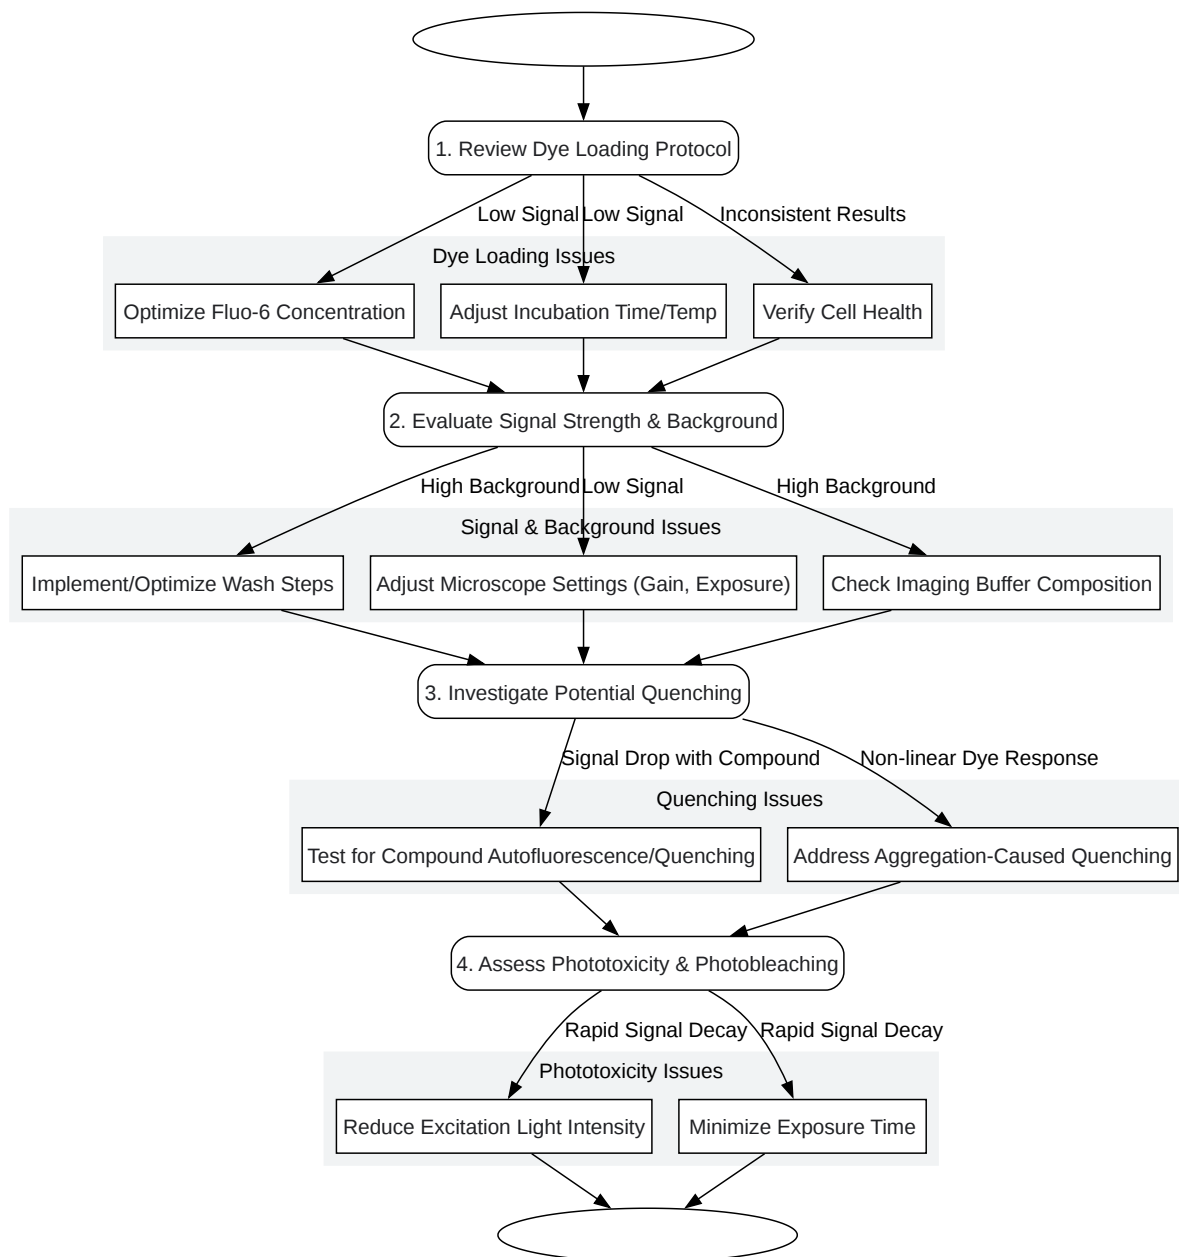 1. Review Dye Loading Protocol
Low Signal
Low Signal
Inconsistent Results
Dye Loading Issues
Optimize Fluo-6 Concentration
Adjust Incubation Time/Temp
Verify Cell Health
2. Evaluate Signal Strength & Background
High Background
Low Signal
High Background
Signal & Background Issues
Implement/Optimize Wash Steps
Adjust Microscope Settings (Gain, Exposure)
Check Imaging Buffer Composition
3. Investigate Potential Quenching
Signal Drop with Compound
Non-linear Dye Response
Quenching Issues
Test for Compound Autofluorescence/Quenching
Address Aggregation-Caused Quenching
4. Assess Phototoxicity & Photobleaching
Rapid Signal Decay
Rapid Signal Decay
Phototoxicity Issues
Reduce Excitation Light Intensity
Minimize Exposure Time